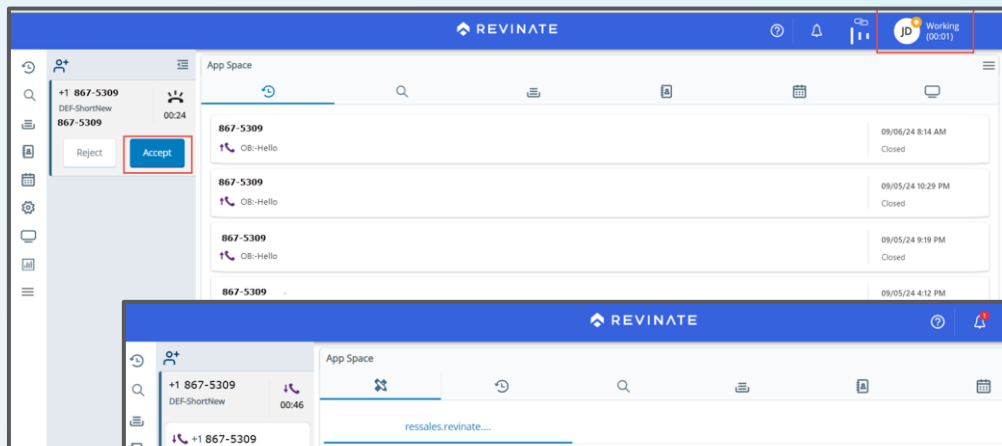 REVINATE
JD
Working
(00:01)
App Space
+1 867-5309
DEF-ShortNew
867-5309
00:24
Reject
Accept
867-5309
OB:-Hello
09/06/24 8:14 AM
Closed
867-5309
OB:-Hello
09/05/24 10:29 PM
Closed
867-5309
OB:-Hello
09/05/24 9:19 PM
Closed
867-5309
09/05/24 4:12 PM
REVINATE
1
App Space
+1 867-5309
DEF-ShortNew
00:46
+1 867-5309
ressales.revinate....